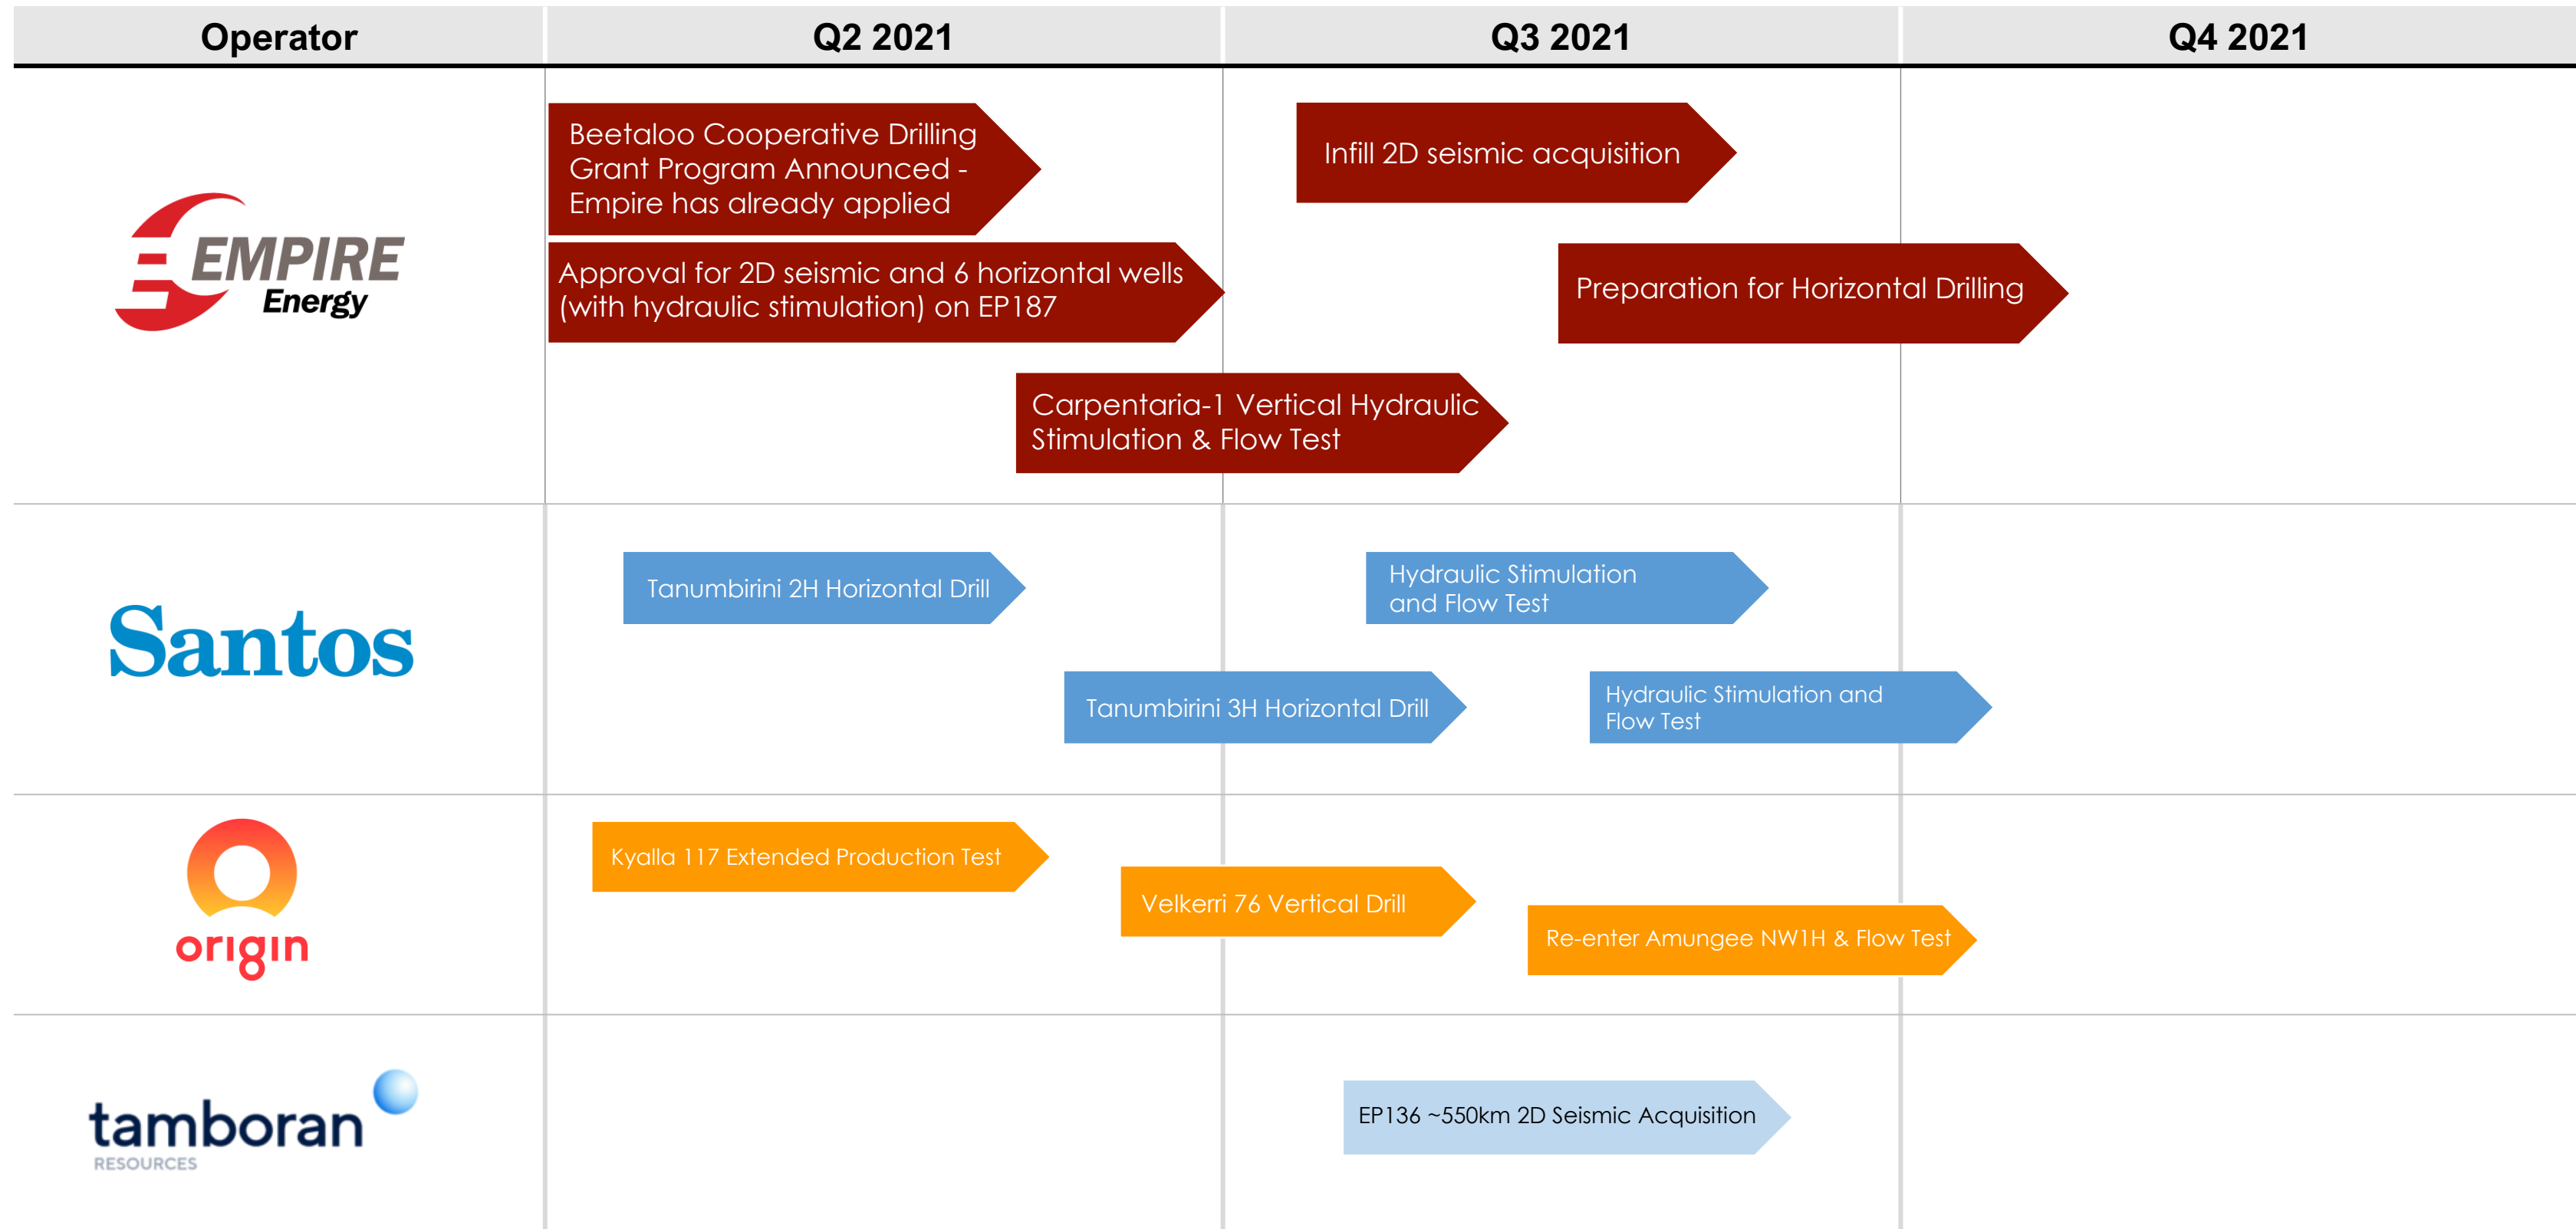 Operator
Q2 2021
Q3 2021
Q4 2021
EMPIRE
Energy
Beetaloo Cooperative Drilling
Grant Program Announced -
Empire has already applied
Infill 2D seismic acquisition
Approval for 2D seismic and 6 horizontal wells
(with hydraulic stimulation) on EP187
Preparation for Horizontal Drilling
Carpentaria-1 Vertical Hydraulic
Stimulation & Flow Test
Santos
Tanumbirini 2H Horizontal Drill
Hydraulic Stimulation
and Flow Test
Tanumbirini 3H Horizontal Drill
Hydraulic Stimulation and
Flow Test
origin
Kyalla 117 Extended Production Test
Velkerri 76 Vertical Drill
Re-enter Amungee NW1H & Flow Test
tamboran
RESOURCES
EP136 ~550km 2D Seismic Acquisition